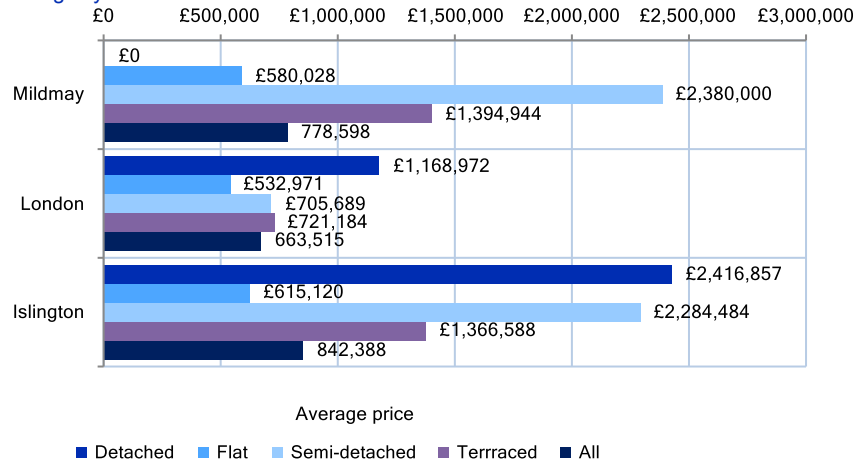 £0 £500,000 £1,000,000 £1,500,000 £2,000,000 £2,500,000 £3,000,000
£0
£580,028
Mildmay £2,380,000
£1,394,944
778,598
£1,168,972
£532,971
London £705,689
£721,184
663,515
£2,416,857
£615,120
Islington £2,284,484
£1,366,588
842,388
Average price
Detached Flat Semi-detached Terrraced All